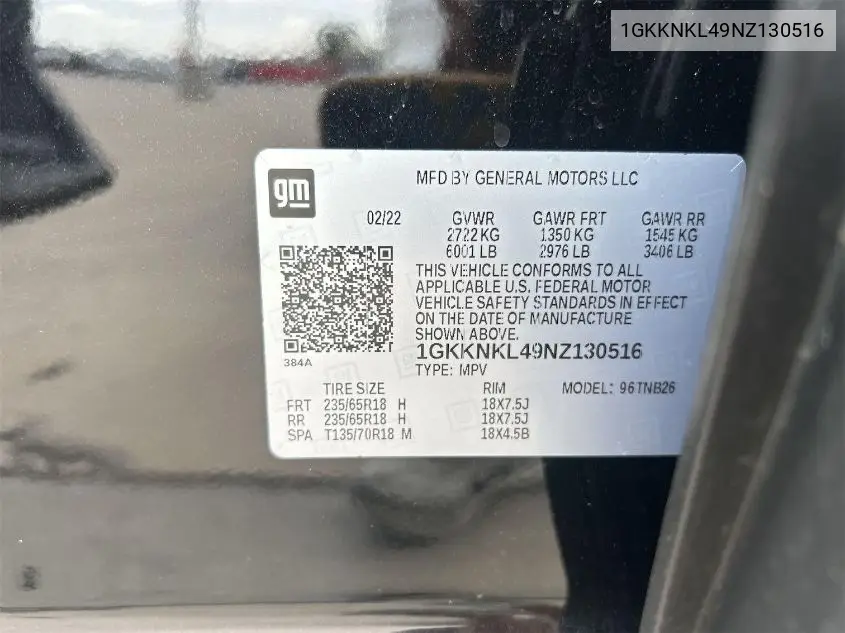 1GKKNKL49NZ130516
gm
MFD BY GENERAL MOTORS LLC
02/22 GVWR GAWR FRT GAWR RR
2722 KG 1350 KG 1545 KG
6001 LB 2976 LB 3406 LB
THIS VEHICLE CONFORMS TO ALL
APPLICABLE U.S. FEDERAL MOTOR
VEHICLE SAFETY STANDARDS IN EFFECT
ON THE DATE OF MANUFACTURE
SHOWN ABOVE.
384A
1GKKNKL49NZ130516
TYPE: MPV
TIRE SIZE RIM MODEL: 96TNB26
FRT 235/65R18 H 18X7.5J
RR 235/65R18 H 18X7.5J
SPA T135/70R18 M 18X4.5B